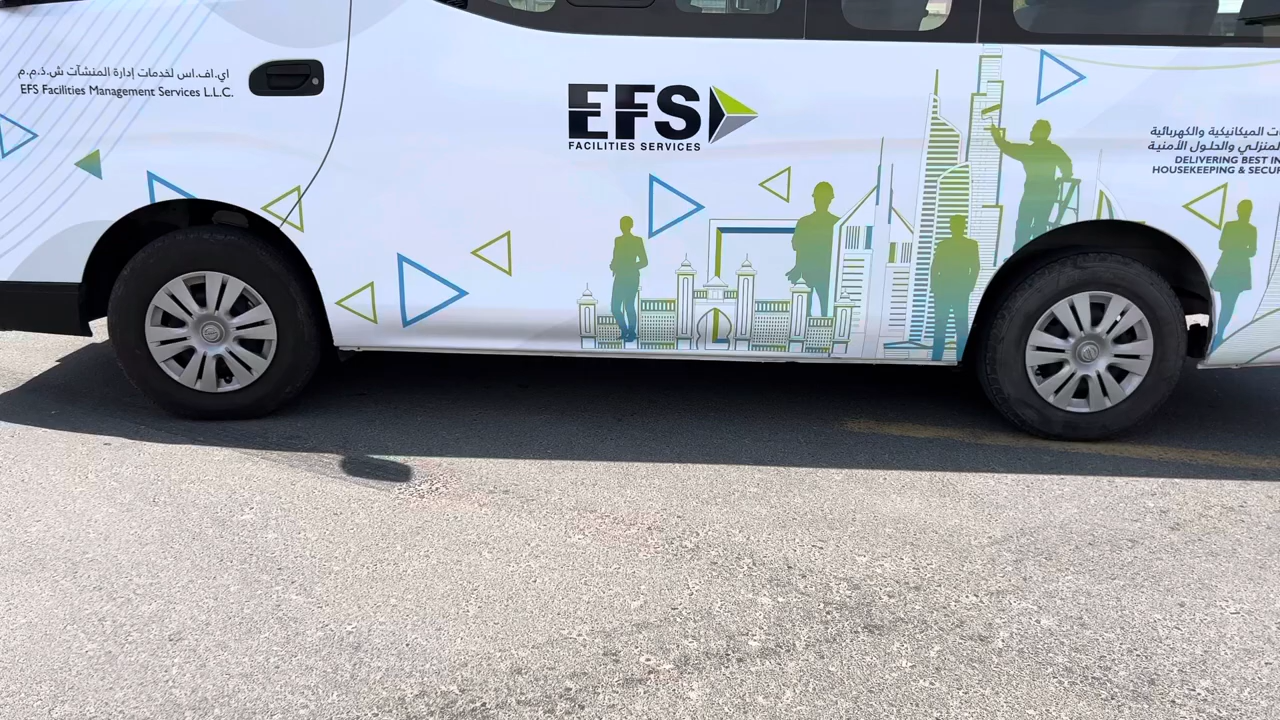 اي.اف.اس لخدمات إدارة المنشآت ش.ذ.م.م
EFS Facilities Management Services L.L.C.
EFS
FACILITIES SERVICES
الميكانيكية والكهربائية
المنزلي والحلول الأمنية
DELIVERING BEST IN
HOUSEKEEPING & SECUR